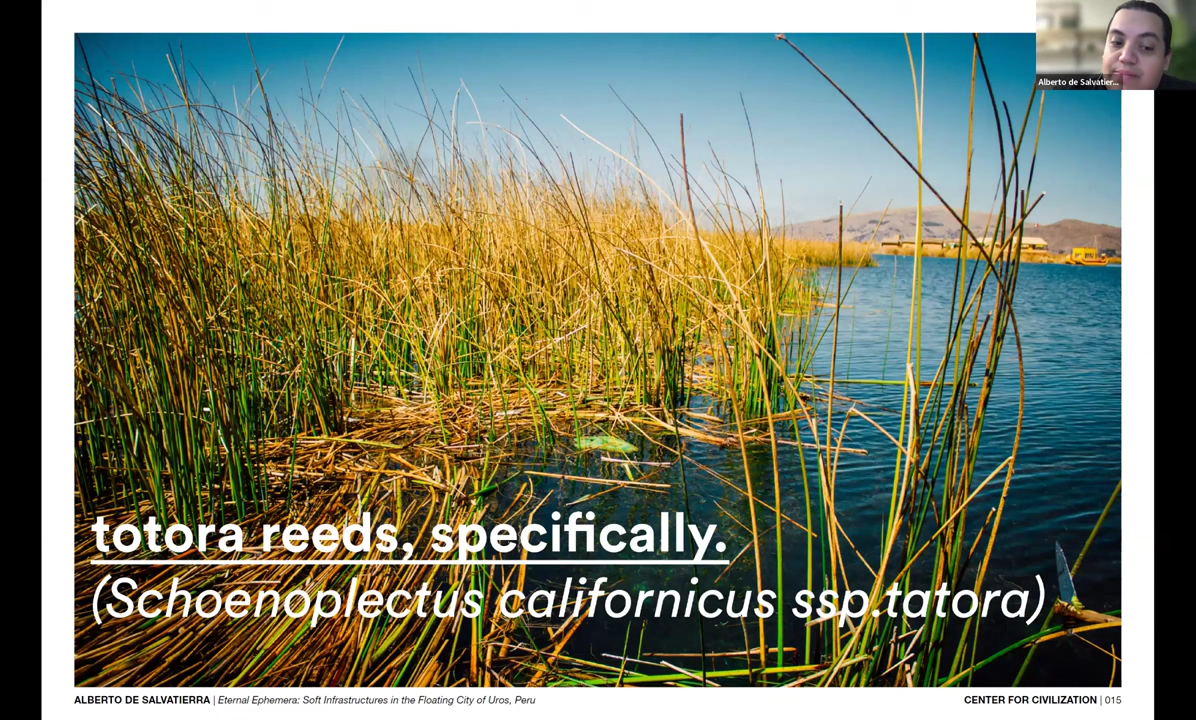 Alberto de Salvatier...
totora reeds, specifically.
(Schoenoplectus californicus ssp.tatora)
ALBERTO DE SALVATIERRA | Eternal Ephemera: Soft Infrastructures in the Floating City of Uros, Peru
CENTER FOR CIVILIZATION | 015